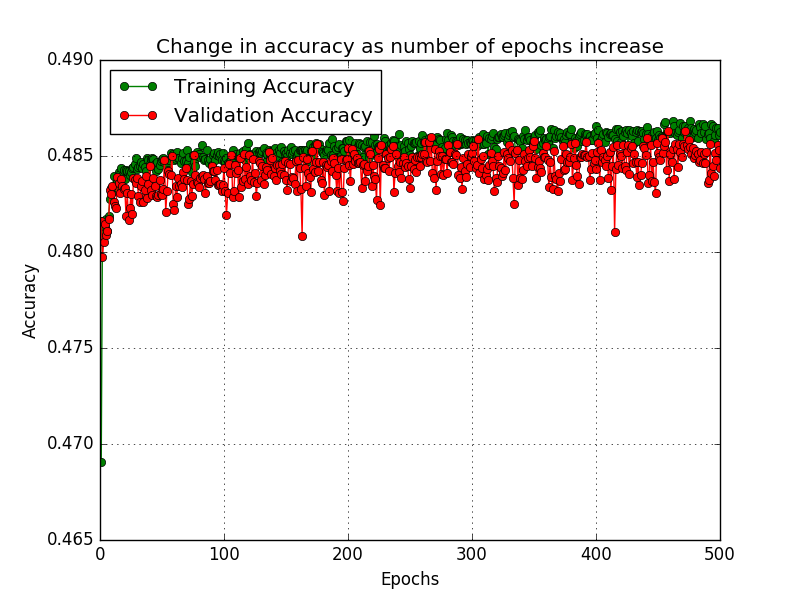 Change in accuracy as number of epochs increase
0.490
Training Accuracy
Validation Accuracy
0.485
0.480
0.475
0.470
0.465
Accuracy
0 100 200 300 400 500
Epochs